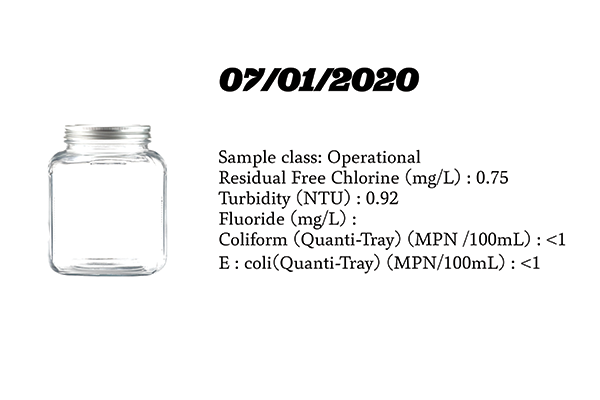 07/01/2020
Sample class: Operational
Residual Free Chlorine (mg/L) : 0.75
Turbidity (NTU) : 0.92
Fluoride (mg/L) :
Coliform (Quanti-Tray) (MPN /100mL) : <1
E : coli(Quanti-Tray) (MPN/100mL) : <1